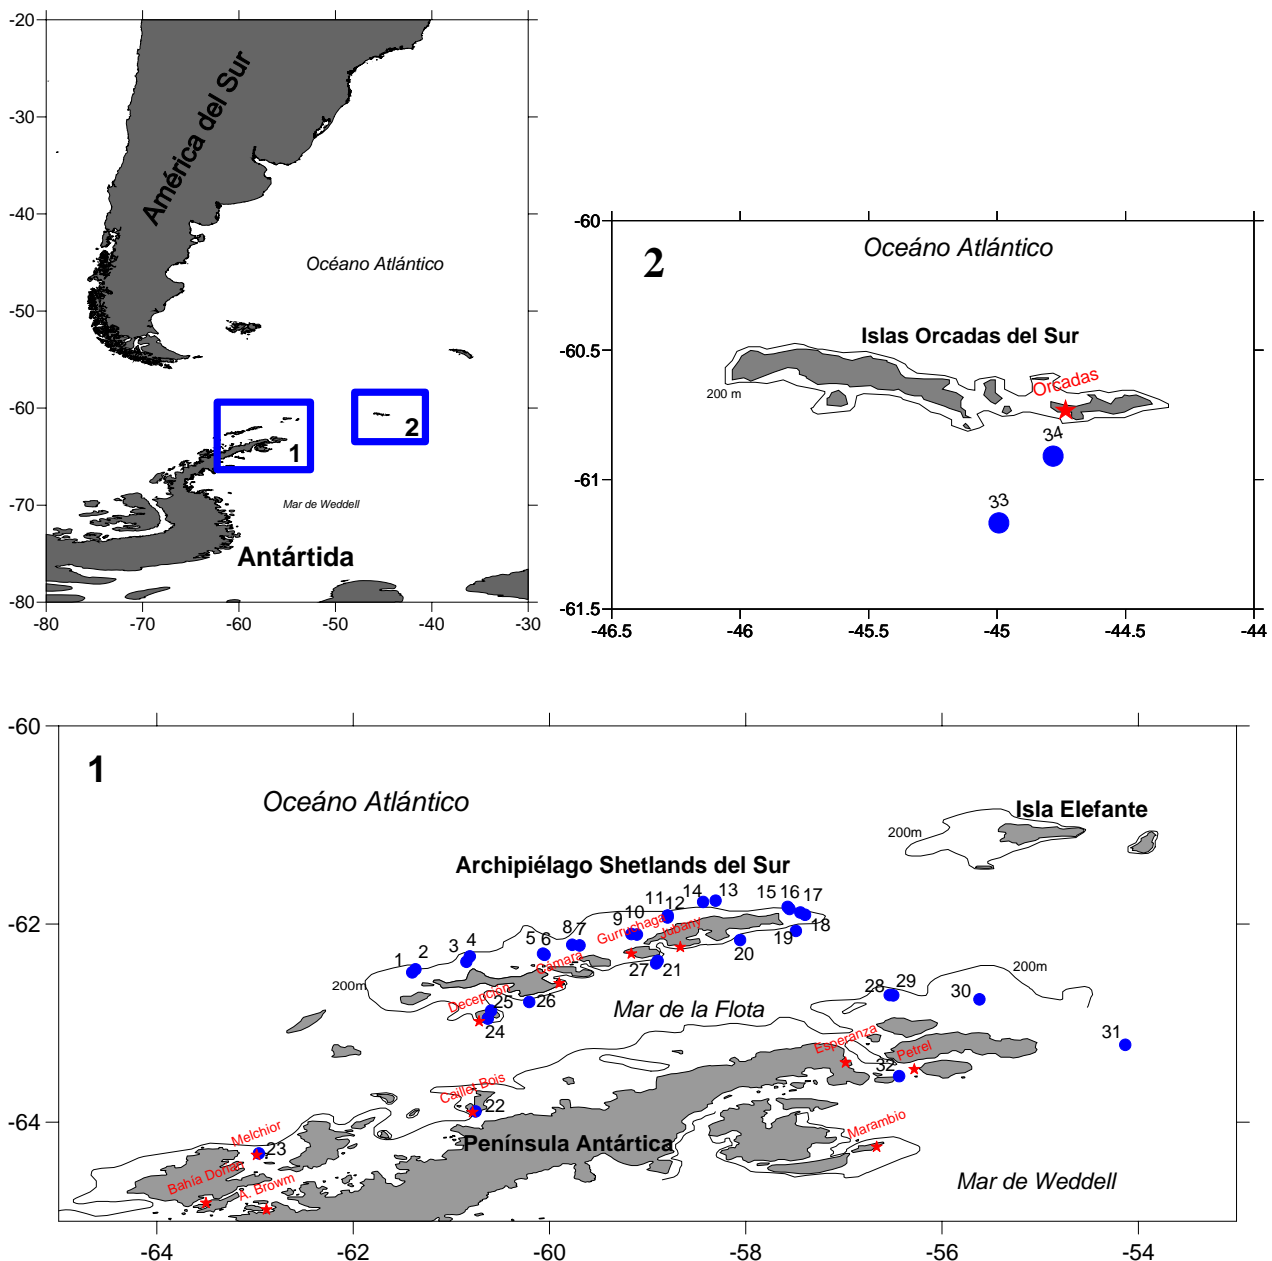 -20
-30
-40
-50
-60
-70
-80
-80
-70
-60
-50
-40
-30
América del Sur
Océano Atlántico
1
2
Mar de Weddell
Antártida
-60
-60.5
-61
-61.5
-46.5
-46
-45.5
-45
-44.5
-44
2
Oceáno Atlántico
Islas Orcadas del Sur
200 m
Orcadas
34
33
-60
-62
-64
-64
-62
-60
-58
-56
-54
1
Oceáno Atlántico
Isla Elefante
200m
Archipiélago Shetlands del Sur
1
2
3
4
5
6
8
7
9
10
11
12
14
13
15
16
17
18
19
20
21
27
Gurruchaga
Jubany
Cámara
Decepción
25
26
24
200m
Mar de la Flota
28
29
30
200m
31
Esperanza
Petrel
32
Caillet Bois
22
Melchior
23
Bahía Dorian
A. Browm
Península Antártica
Marambio
Mar de Weddell